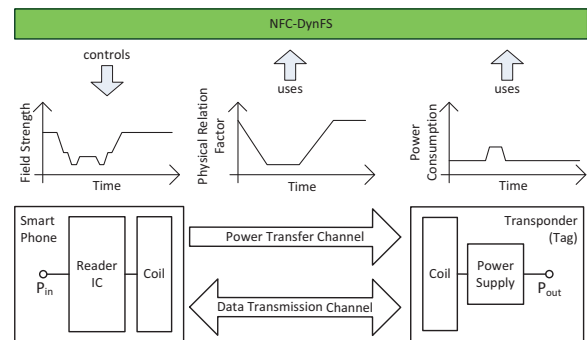 NFC-DynFS
controls
uses
uses
Field Strength
Time
Physical Relation
Factor
Time
Power
Consumption
Time
Smart
Phone
Reader
IC
Coil
Pin
Power Transfer Channel
Data Transmission Channel
Transponder
(Tag)
Coil
Power
Supply
Pout